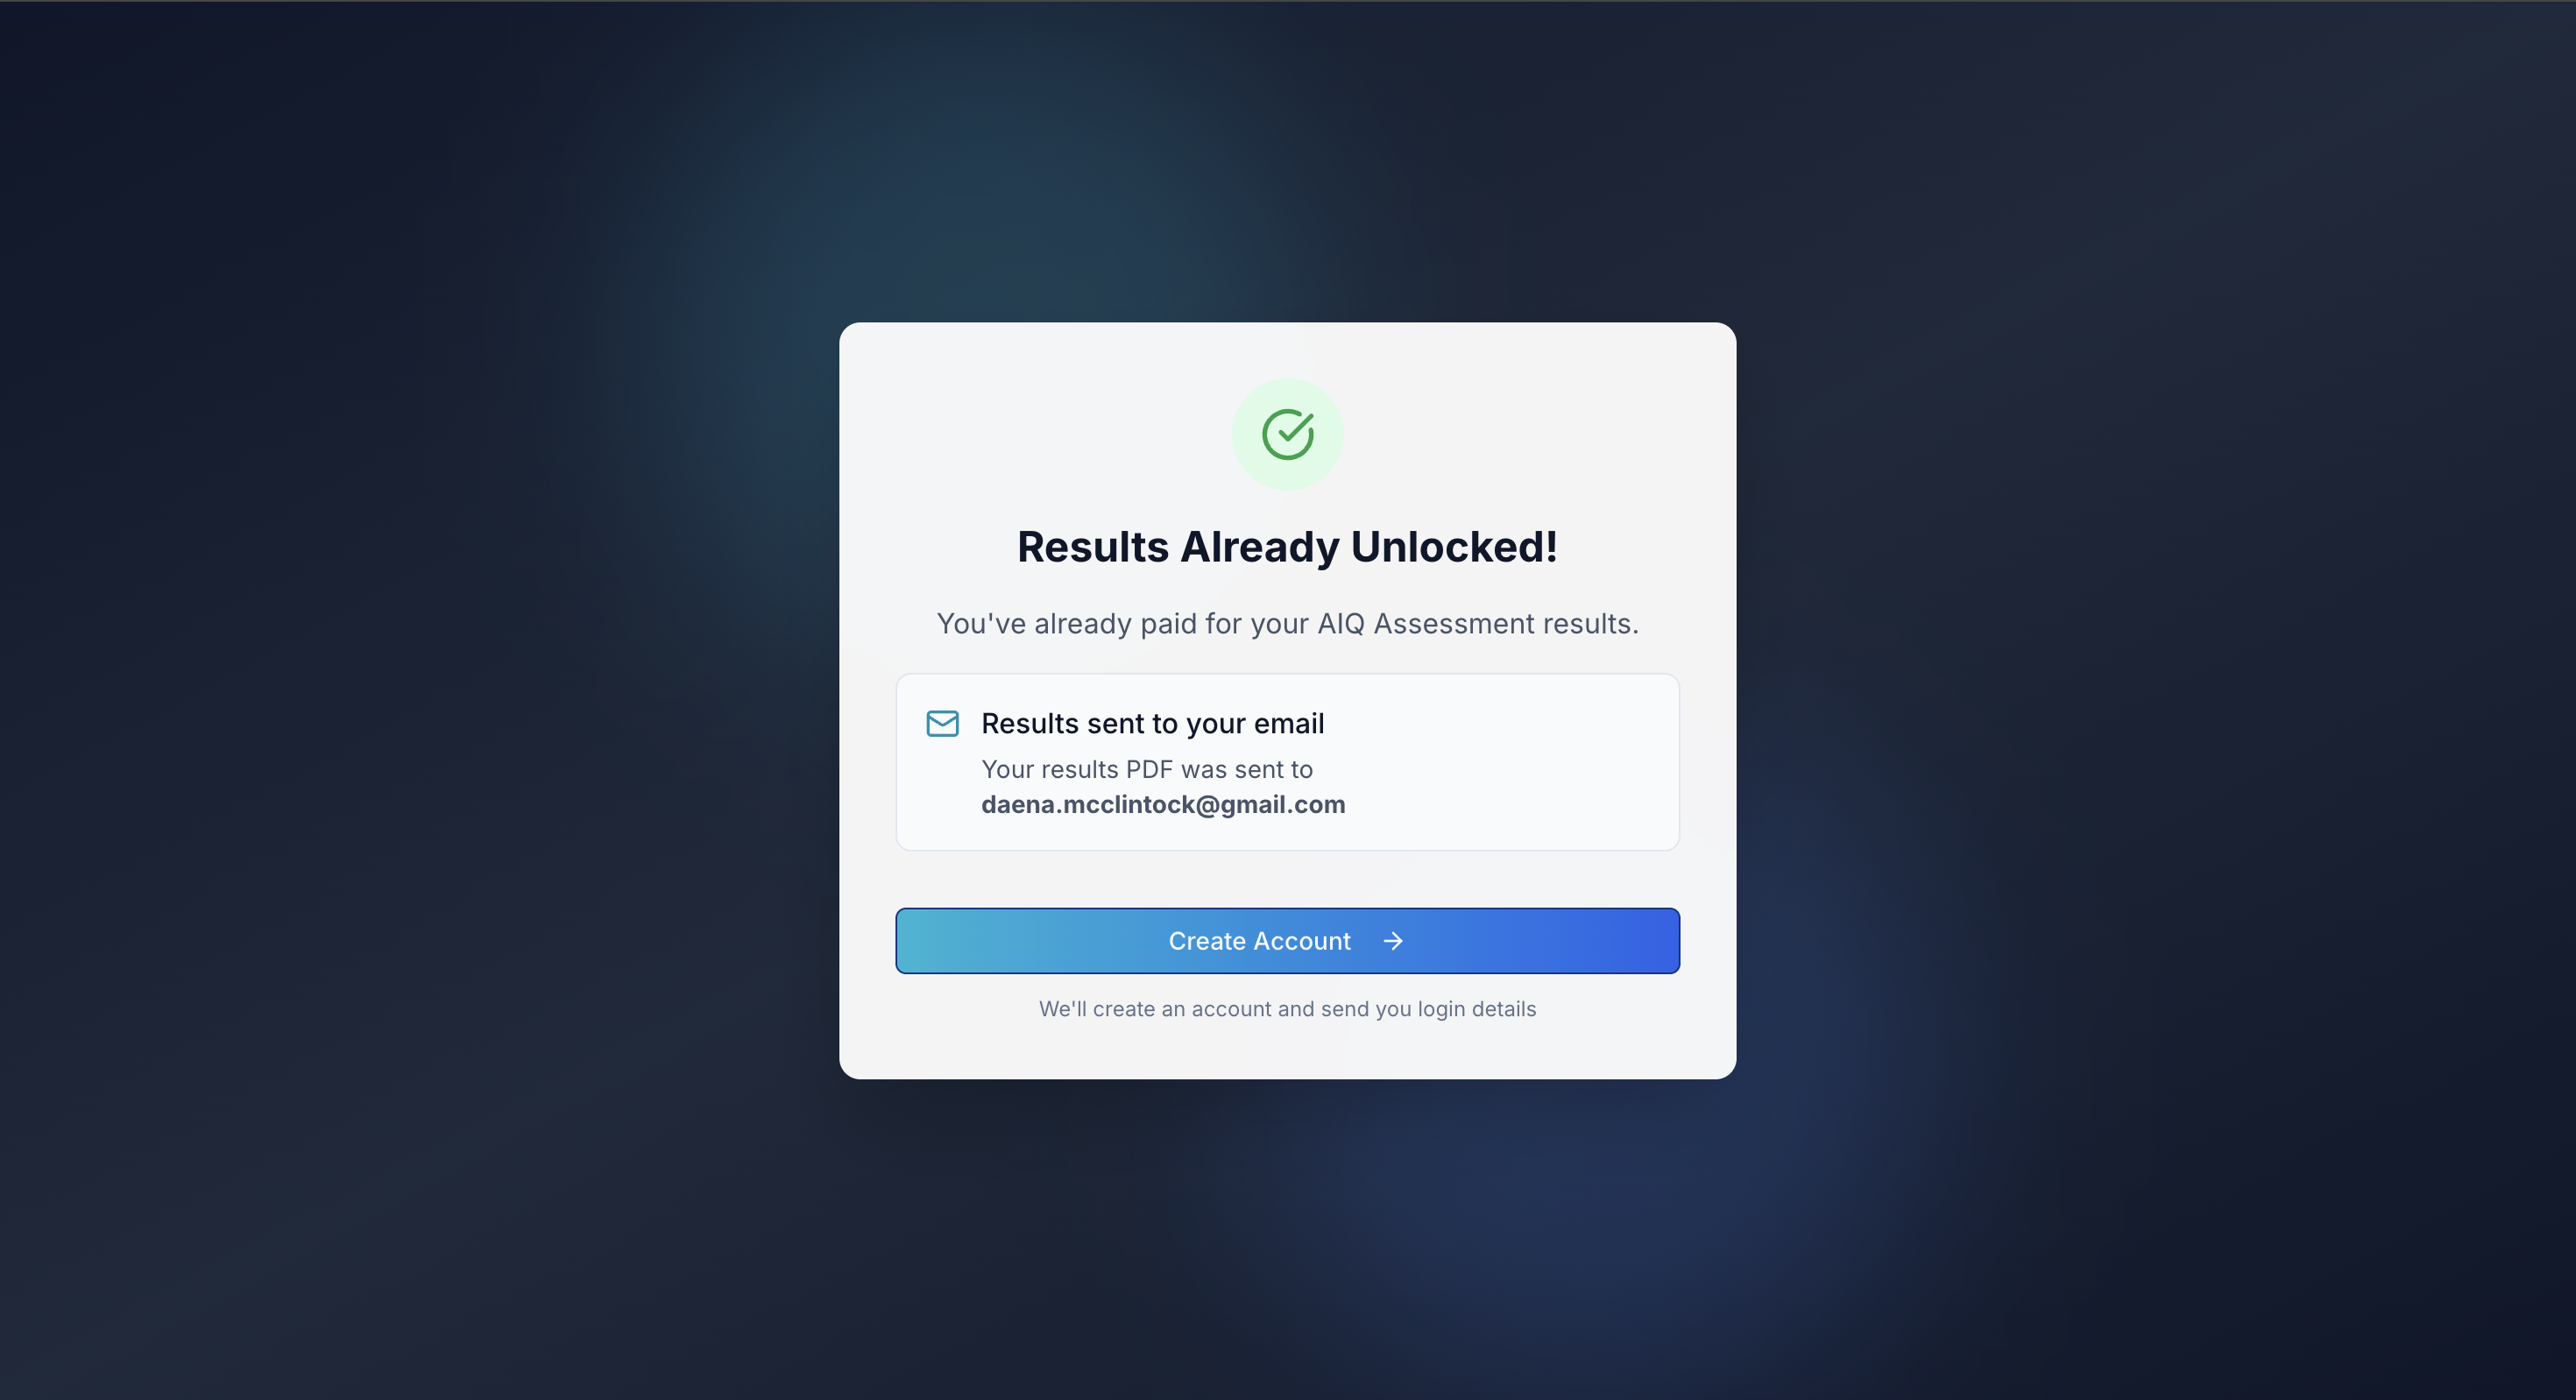 Results Already Unlocked!
You've already paid for your AIQ Assessment results.
Results sent to your email
Your results PDF was sent to
daena.mcclintock@gmail.com
Create Account
We'll create an account and send you login details